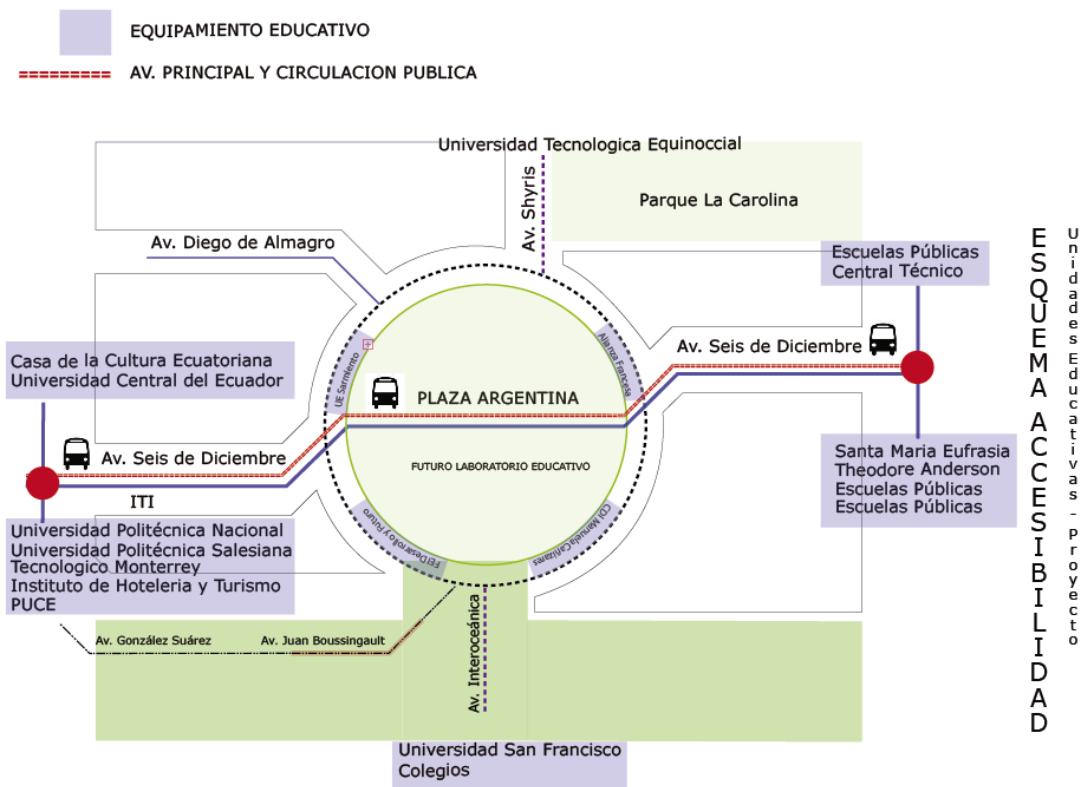 EQUIPAMIENTO EDUCATIVO
AV. PRINCIPAL Y CIRCULACION PUBLICA
Universidad Tecnologica Equinoccial
Av. Shyris
Parque La Carolina
Av. Diego de Almagro
Escuelas Públicas
Central Técnico
Casa de la Cultura Ecuatoriana
Universidad Central del Ecuador
UE Sarmiento
Alianza Francesa
Av. Seis de Diciembre
PLAZA ARGENTINA
Av. Seis de Diciembre
FUTURO LABORATORIO EDUCATIVO
Santa Maria Eufrasia
Theodore Anderson
Escuelas Públicas
Escuelas Públicas
ITI
Universidad Politécnica Nacional
Universidad Politécnica Salesiana
Tecnologico Monterrey
Instituto de Hoteleria y Turismo
PUCE
FEI Desarrollo y Futuro
CDI Manuela Cañizares
Av. González Suárez
Av. Juan Boussingault
Av. Interoceánica
Universidad San Francisco
Colegios
ESQUEMA ACCESIBILIDAD
Unidades Educativas - Proyecto